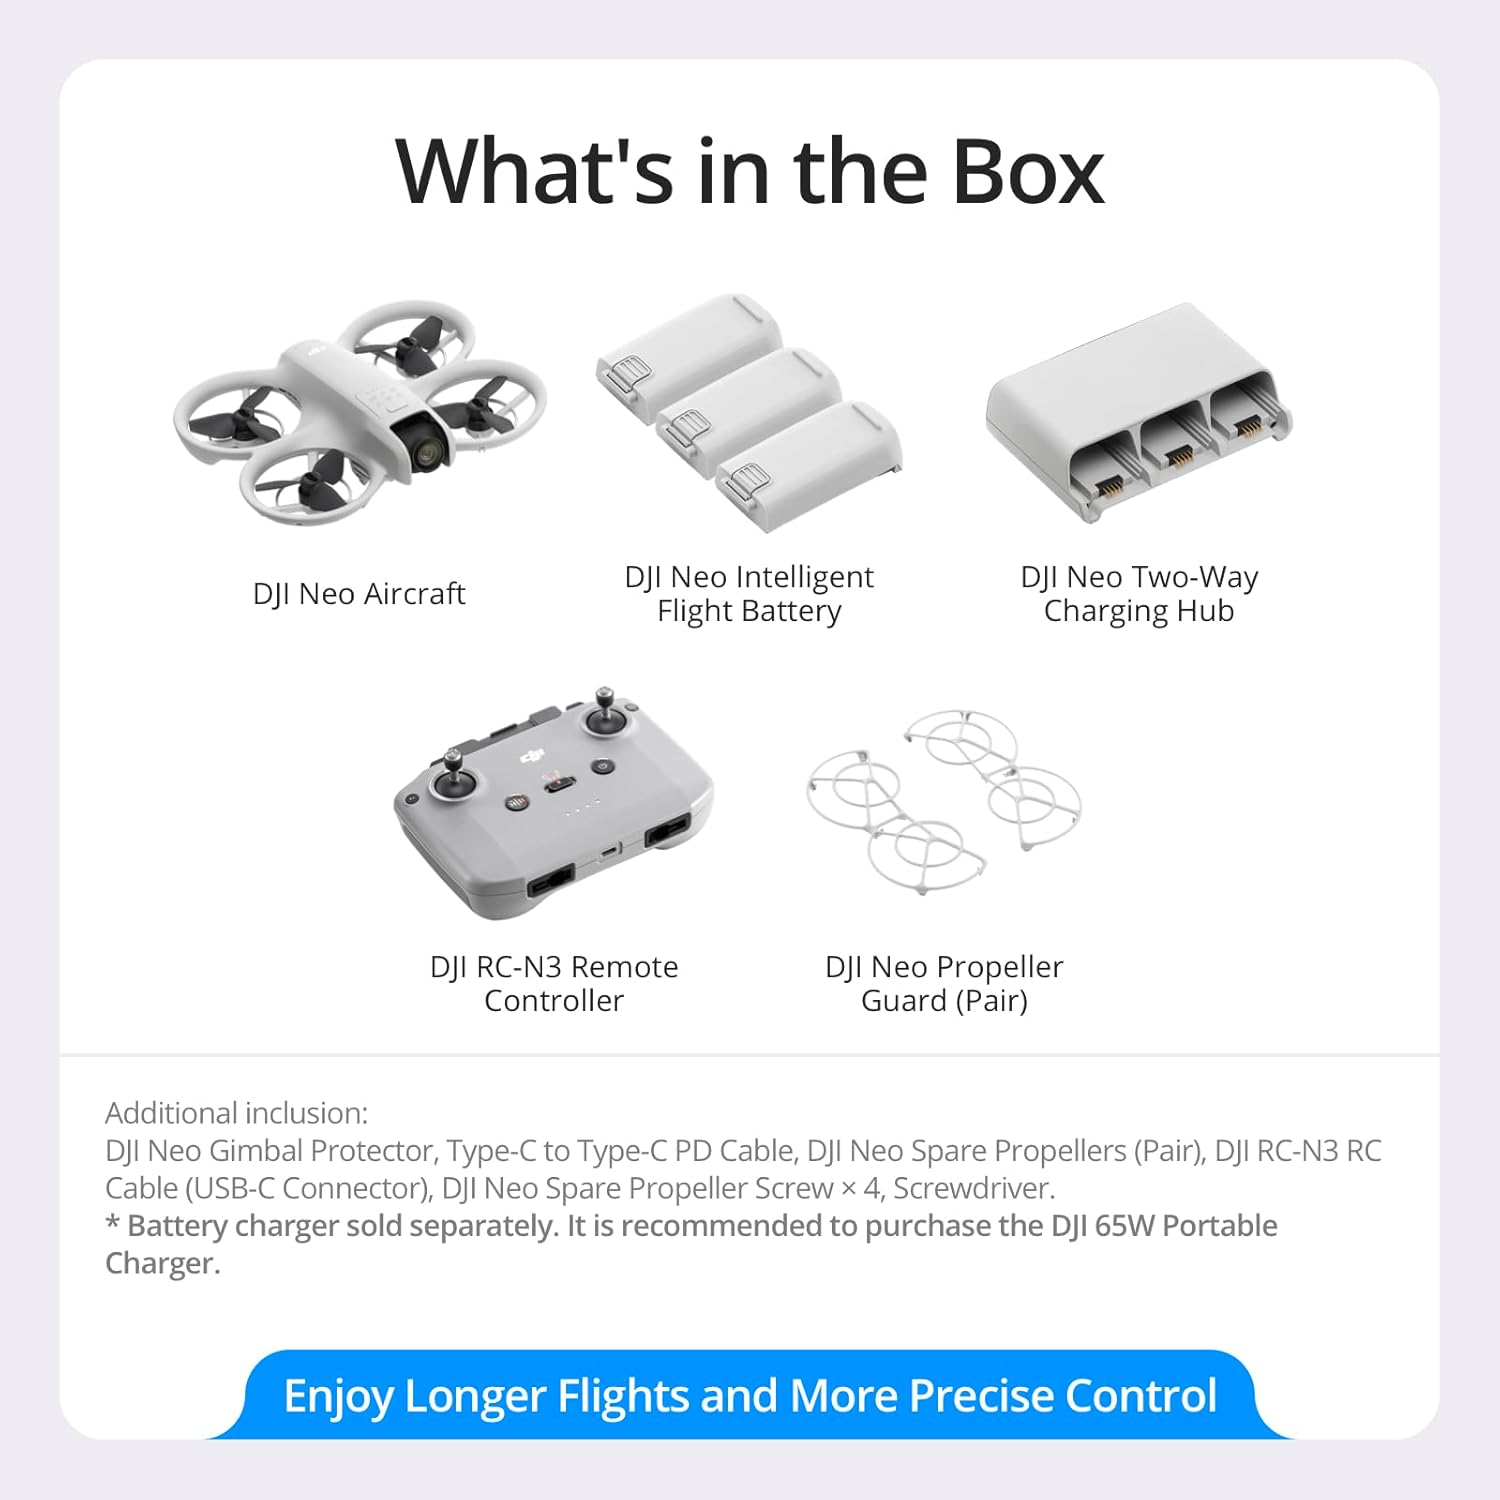 What's in the Box
DJI Neo Aircraft
DJI Neo Intelligent
Flight Battery
DJI Neo Two-Way
Charging Hub
DJI RC-N3 Remote
Controller
DJI Neo Propeller
Guard (Pair)
Additional inclusion:
DJI Neo Gimbal Protector, Type-C to Type-C PD Cable, DJI Neo Spare Propellers (Pair), DJI RC-N3 RC
Cable (USB-C Connector), DJI Neo Spare Propeller Screw × 4, Screwdriver.
* Battery charger sold separately. It is recommended to purchase the DJI 65W Portable
Charger.
Enjoy Longer Flights and More Precise Control